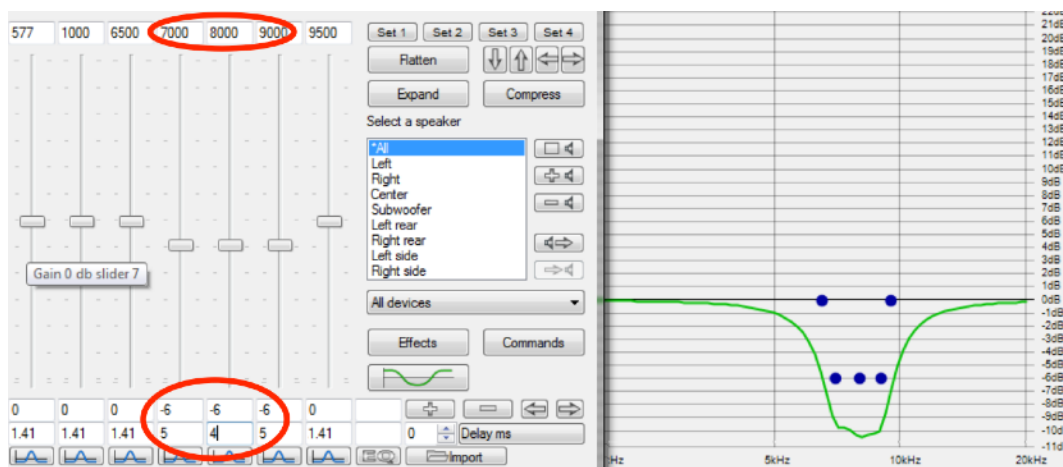 577 1000 6500 7000 8000 9000 9500
Set 1 Set 2 Set 3 Set 4
Flatten
Expand Compress
Select a speaker
*All
Left
Right
Center
Subwoofer
Left rear
Right rear
Left side
Right side
Gain 0 db slider 7
All devices
Effects Commands
0 0 0 -6 -6 -6 0
1.41 1.41 1.41 5 4 5 1.41 0 Delay ms
EQ Import
21dB
20dB
19dB
18dB
17dB
16dB
15dB
14dB
13dB
12dB
11dB
10dB
9dB
8dB
7dB
6dB
5dB
4dB
3dB
2dB
1dB
0dB
-1dB
-2dB
-3dB
-4dB
-5dB
-6dB
-7dB
-8dB
-9dB
-10d
-11d
Hz 5kHz 10kHz 20kHz